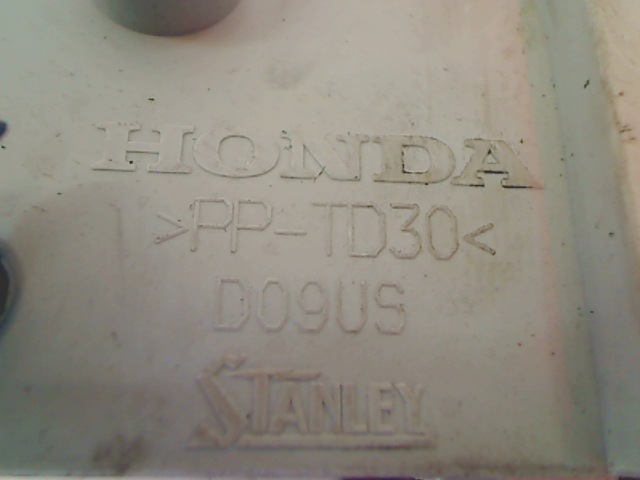 HONDA
>PP-TD30<
D09US
STANLEY